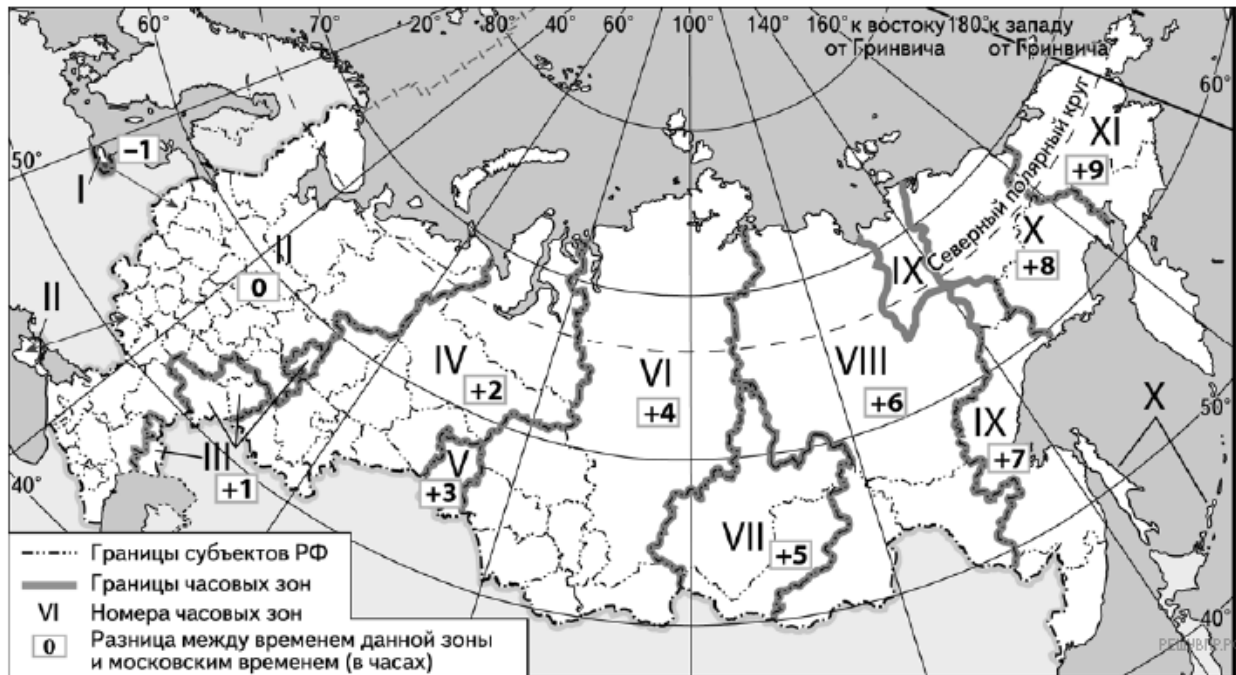 60° 70° 20° 80° 40° 60° 80° 100° 120° 140° 160° к востоку 180° к западу
от Гринвича от Гринвича
60°
Северный полярный круг
XI
+9
50°
-1
I
II
0
X
+8
IX
II
IV
+2
VI
+4
VIII
+6
X
50°
IX
+7
III
+1
V
+3
VII
+5
40°
40°
Границы субъектов РФ
Границы часовых зон
VI Номера часовых зон
0 Разница между временем данной зоны
и московским временем (в часах)